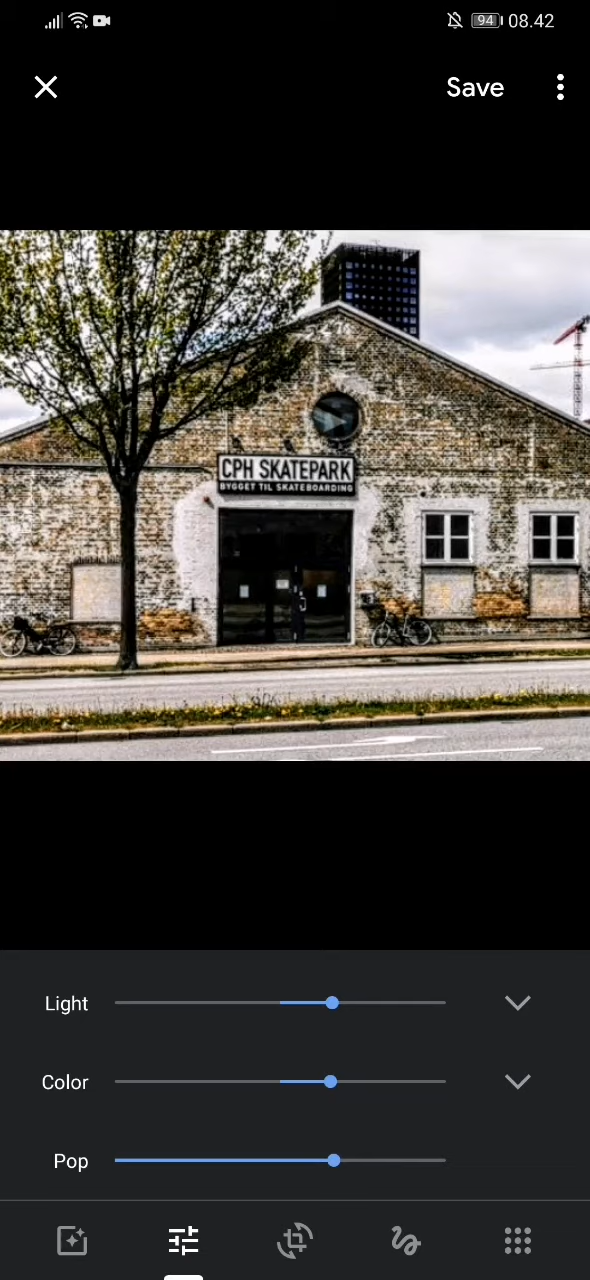 94 08.42
Save
CPH SKATEPARK
BYGGET TIL SKATEBOARDING
Light
Color
Pop